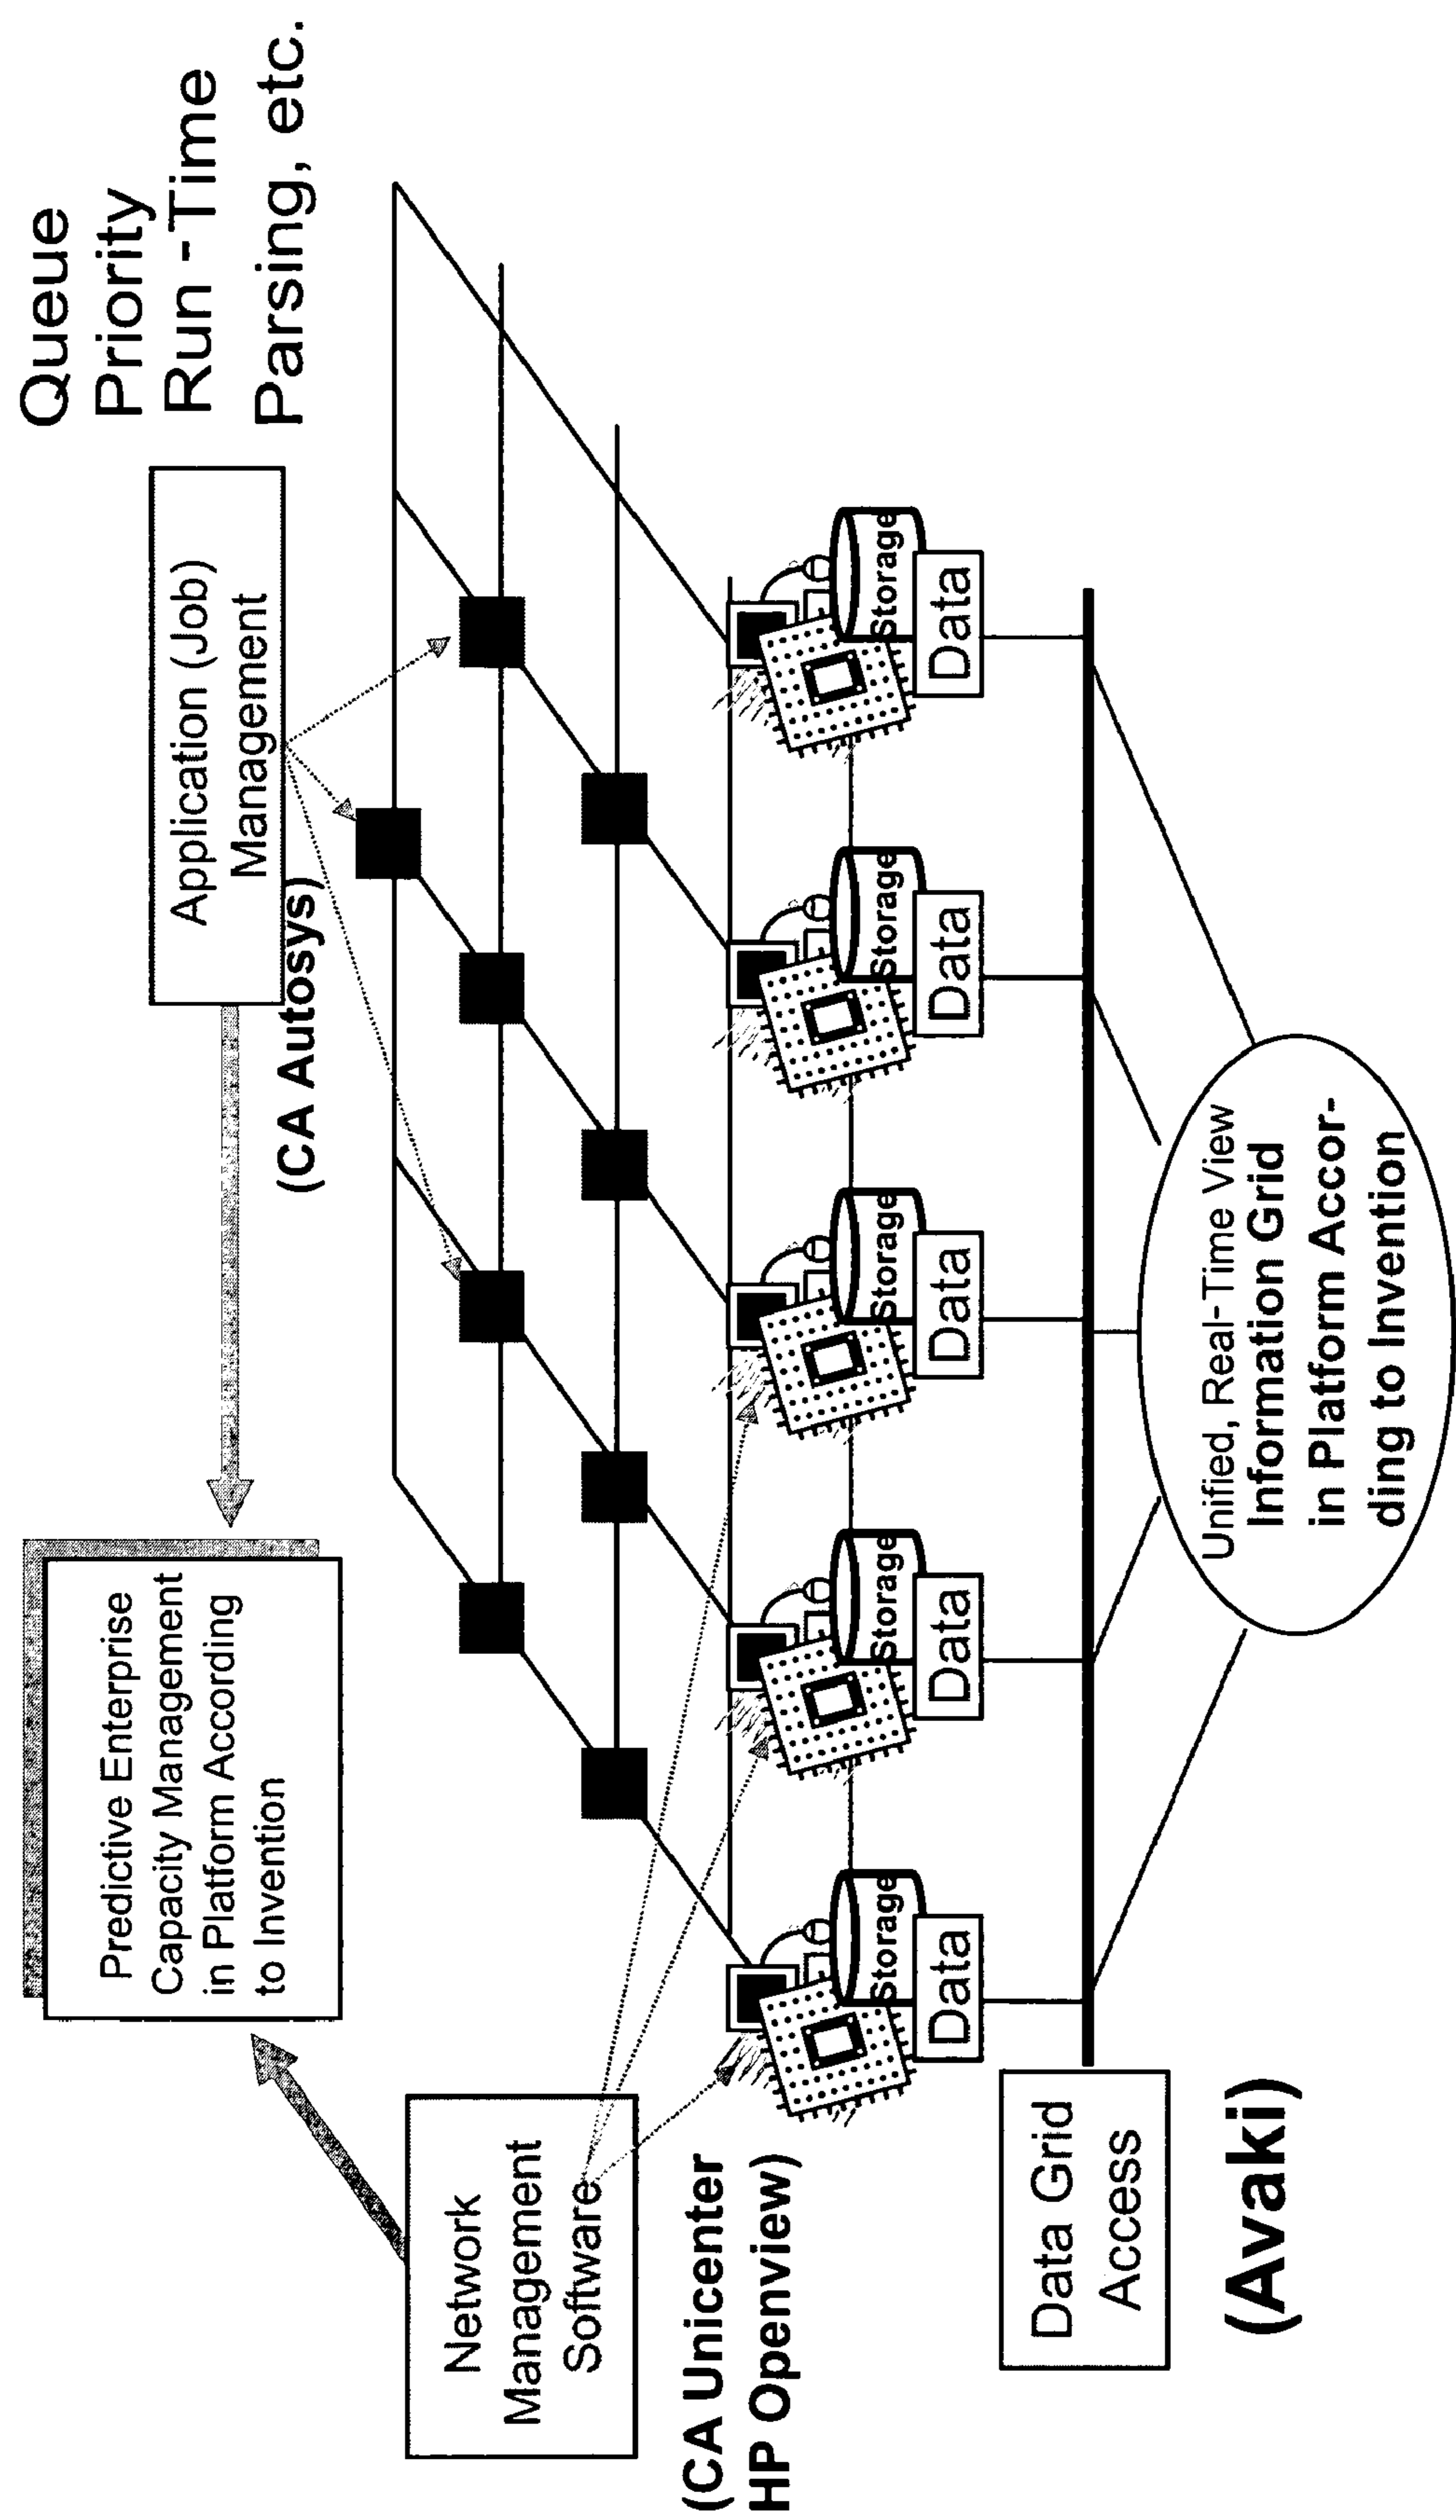 Queue
Priority
Run -Time
Parsing, etc.
Application (Job)
Management
(CA Autosys)
Predictive Enterprise
Capacity Management
in Platform According
to Invention
Network
Management
Software
(CA Unicenter
HP Openview)
Storage
Data
Storage
Data
Storage
Data
Storage
Data
Storage
Data
Data Grid
Access
(Avaki)
Unified, Real-Time View
Information Grid
in Platform Accor-
ding to Invention